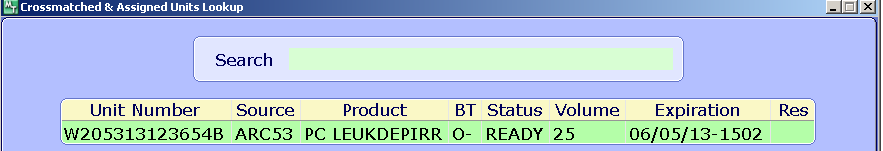 Crossmatched & Assigned Units Lookup
Search
Unit Number Source Product BT Status Volume Expiration Res
W205313123654B ARC53 PC LEUKDEPIRR O- READY 25 06/05/13-1502